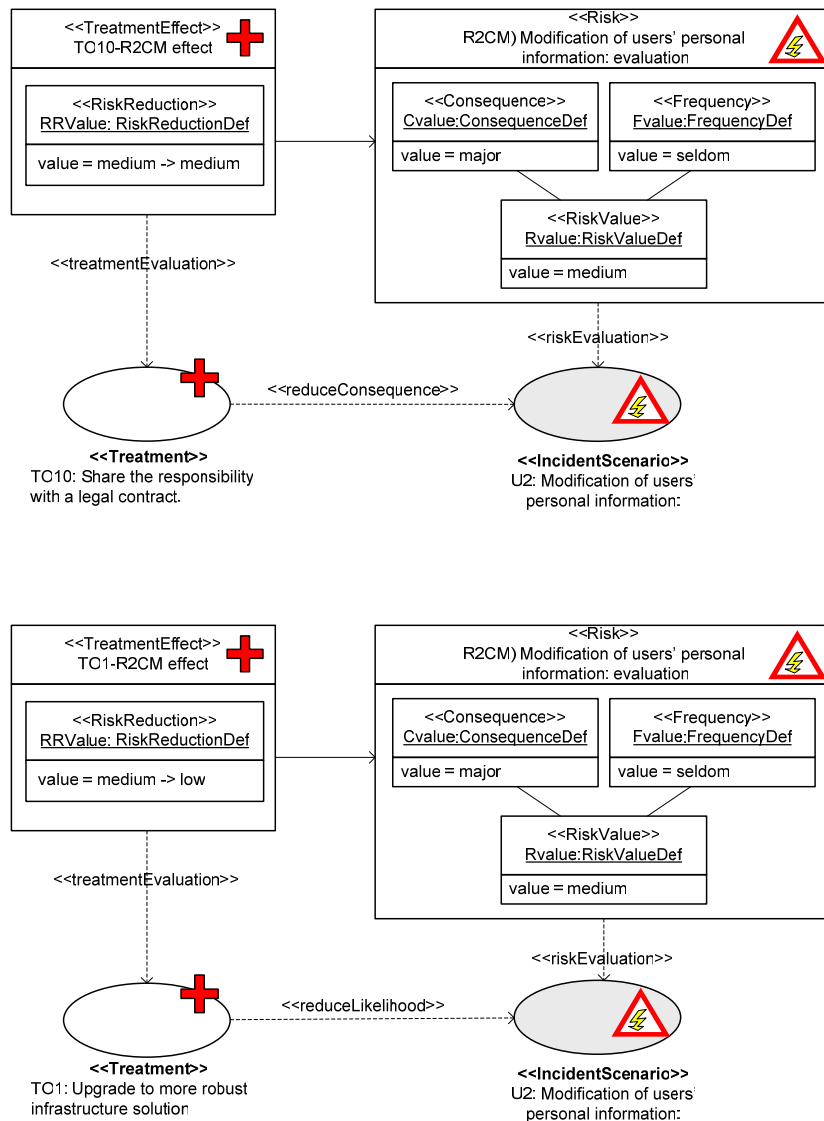 <<TreatmentEffect>>
TO10-R2CM effect
<<RiskReduction>>
RRValue: RiskReductionDef
value = medium -> medium
<<Risk>>
R2CM) Modification of users' personal
information: evaluation
<<Consequence>>
Cvalue:ConsequenceDef
value = major
<<Frequency>>
Fvalue:FrequencyDef
value = seldom
<<RiskValue>>
Rvalue:RiskValueDef
value = medium
<<treatmentEvaluation>>
<<riskEvaluation>>
<<reduceConsequence>>
<<Treatment>>
TO10: Share the responsibility
with a legal contract.
<<IncidentScenario>>
U2: Modification of users'
personal information:
<<TreatmentEffect>>
TO1-R2CM effect
<<RiskReduction>>
RRValue: RiskReductionDef
value = medium -> low
<<Risk>>
R2CM) Modification of users' personal
information: evaluation
<<Consequence>>
Cvalue:ConsequenceDef
value = major
<<Frequency>>
Fvalue:FrequencyDef
value = seldom
<<RiskValue>>
Rvalue:RiskValueDef
value = medium
<<treatmentEvaluation>>
<<riskEvaluation>>
<<reduceLikelihood>>
<<Treatment>>
TO1: Upgrade to more robust
infrastructure solution
<<IncidentScenario>>
U2: Modification of users'
personal information: